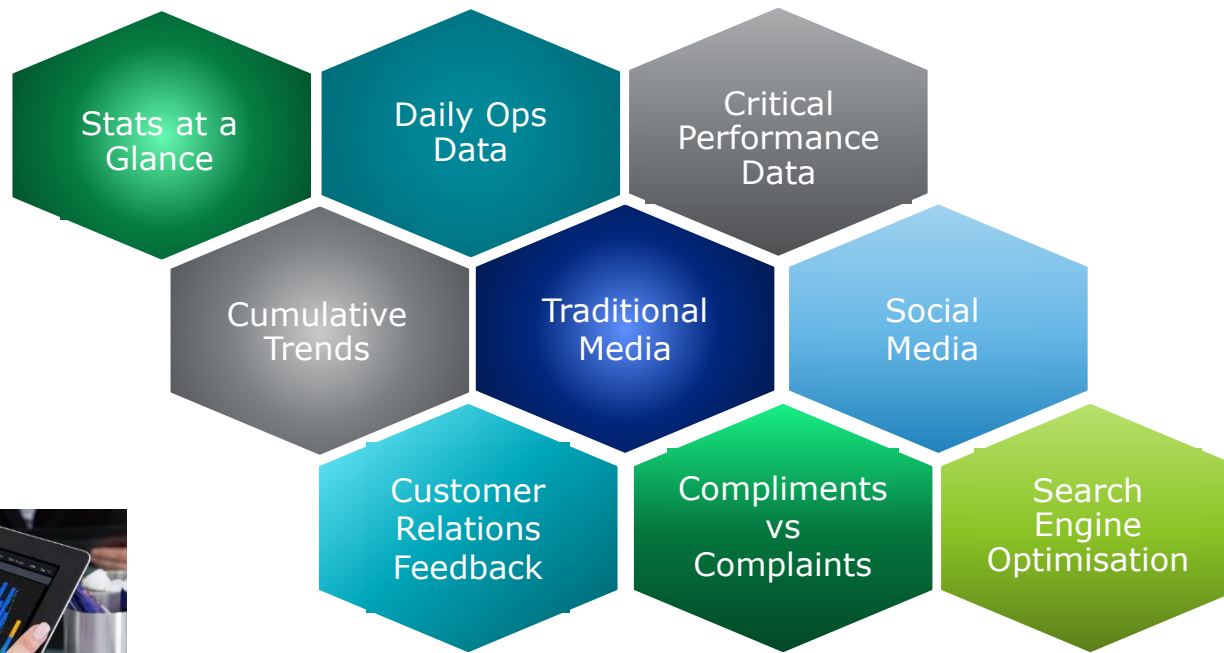 Stats at a
Glance
Daily Ops
Data
Critical
Performance
Data
Cumulative
Trends
Traditional
Media
Social
Media
Customer
Relations
Feedback
Compliments
vs
Complaints
Search
Engine
Optimisation